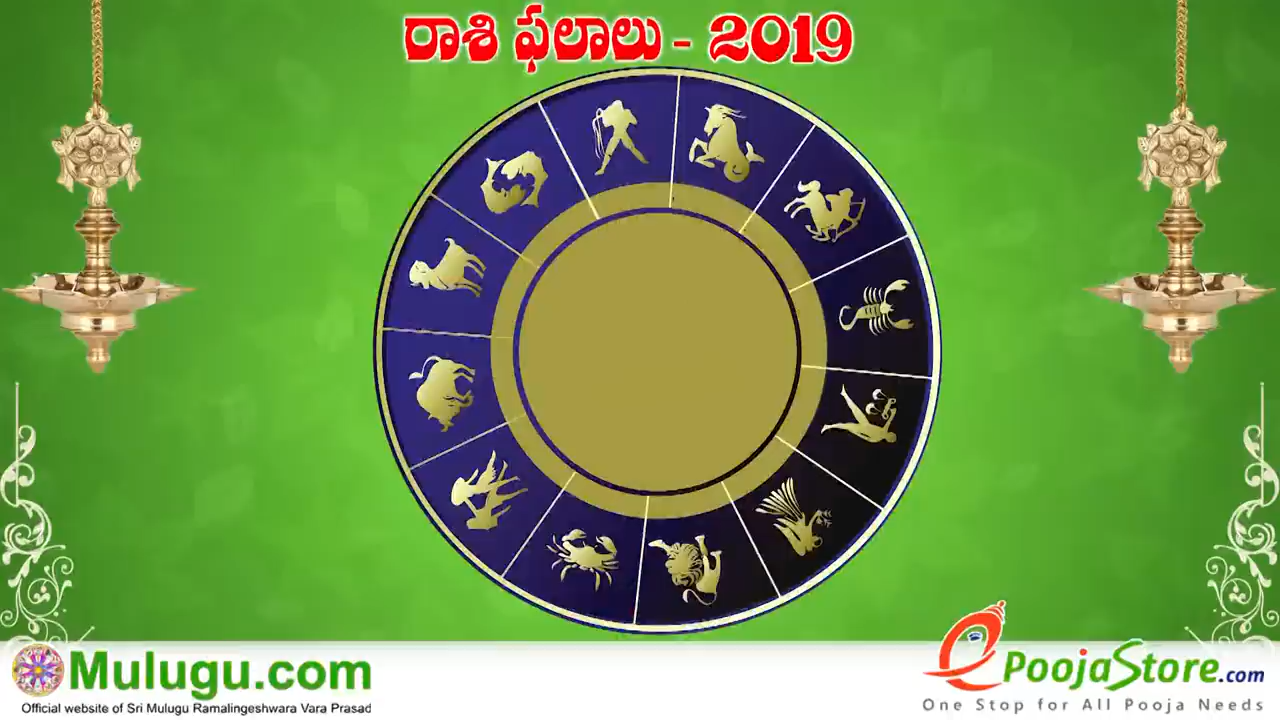 రాశి ఫలాలు - 2019
Mulugu.com
Official website of Sri Mulugu Ramalingeshwara Vara Prasad
ePoojaStore.com
One Stop for All Pooja Needs